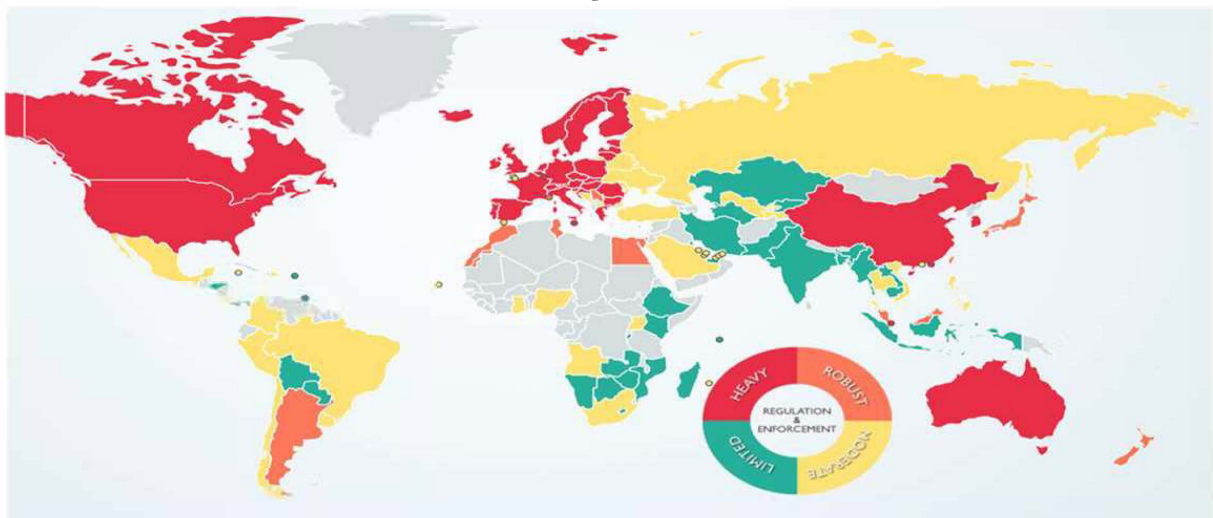 HEAVY
ROBUST
REGULATION
&
ENFORCEMENT
LIMITED
MODERATE